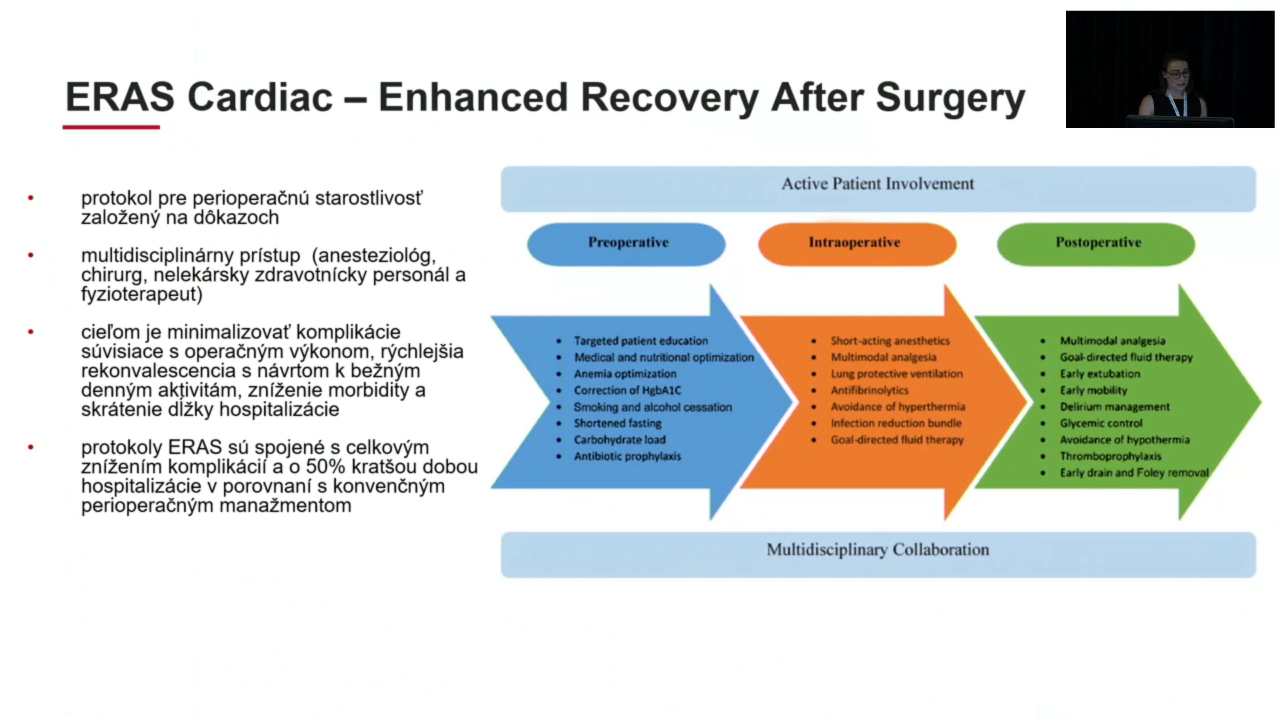 ERAS Cardiac – Enhanced Recovery After Surgery
• protokol pre perioperačnú starostlivosť
založený na dôkazoch
• multidisciplinárny prístup (anesteziológ,
chirurg, nelekársky zdravotnícky personál a
fyzioterapeut)
• cieľom je minimalizovať komplikácie
súvisiace s operačným výkonom, rýchlejšia
rekonvalescencia s návrtom k bežným
denným aktivitám, zníženie morbidity a
skrátenie dĺžky hospitalizácie
• protokoly ERAS sú spojené s celkovým
znížením komplikácií a o 50% kratšou dobou
hospitalizácie v porovnaní s konvenčným
perioperačným manažmentom
Active Patient Involvement
Preoperative
• Targeted patient education
• Medical and nutritional optimization
• Anemia optimization
• Correction of HgbA1C
• Smoking and alcohol cessation
• Shortened fasting
• Carbohydrate load
• Antibiotic prophylaxis
Intraoperative
• Short-acting anesthetics
• Multimodal analgesia
• Lung protective ventilation
• Antifibrinolytics
• Avoidance of hyperthermia
• Infection reduction bundle
• Goal-directed fluid therapy
Postoperative
• Multimodal analgesia
• Goal-directed fluid therapy
• Early extubation
• Early mobility
• Delirium management
• Glycemic control
• Avoidance of hypothermia
• Thromboprophylaxis
• Early drain and Foley removal
Multidisciplinary Collaboration